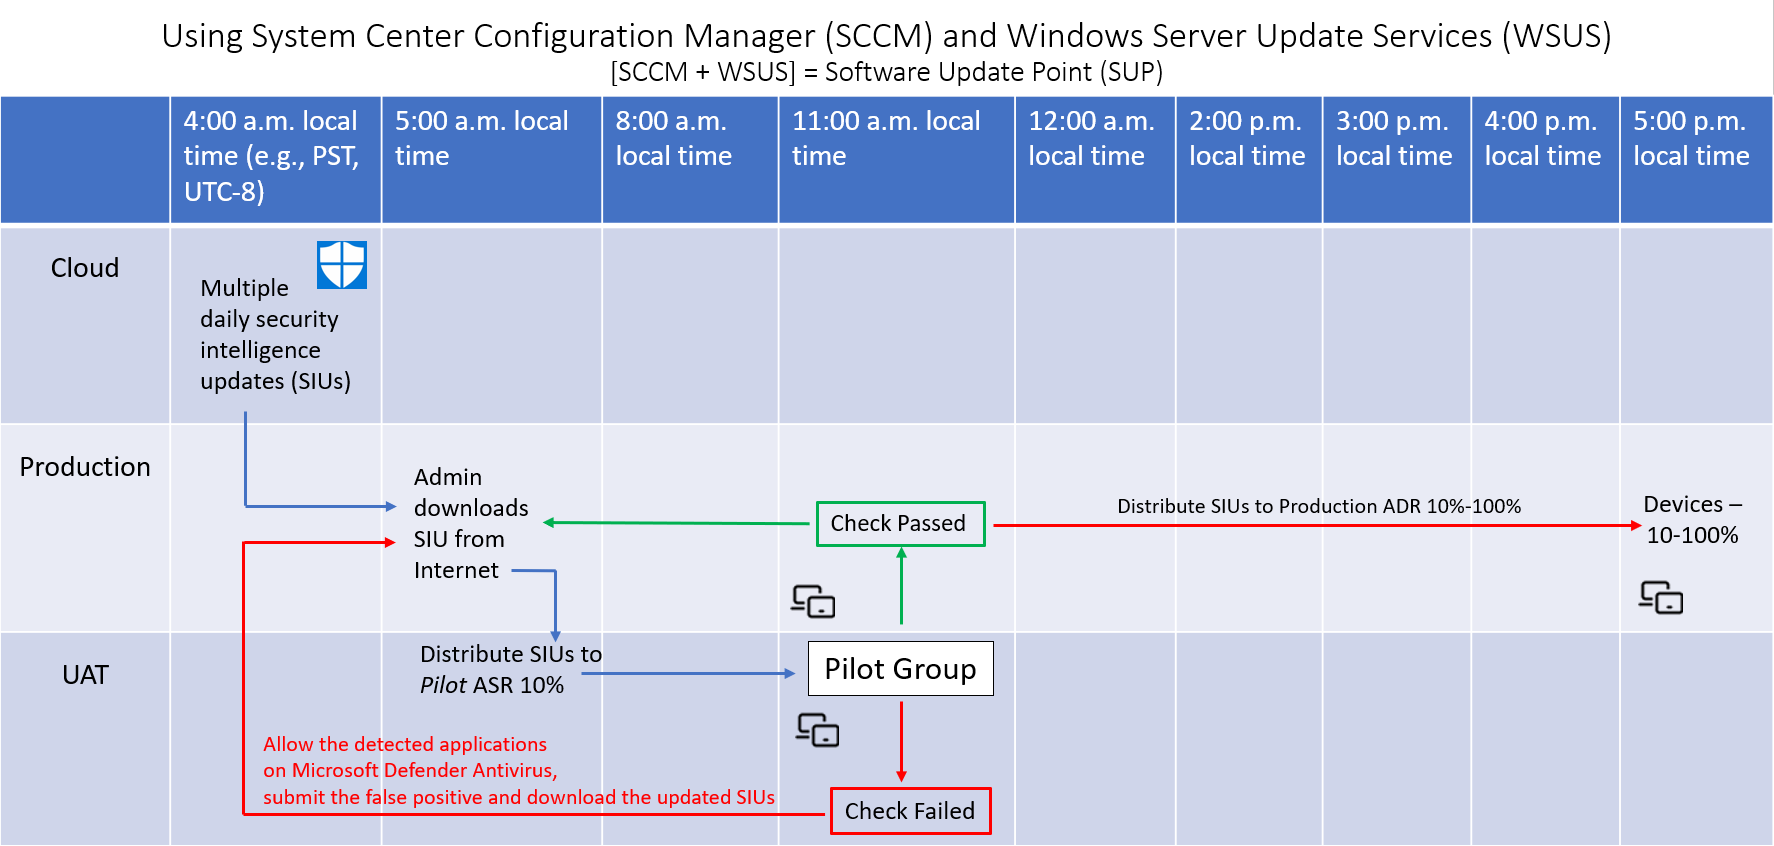 Using System Center Configuration Manager (SCCM) and Windows Server Update Services (WSUS)
[SCCM + WSUS] = Software Update Point (SUP)
4:00 a.m. local
time (e.g., PST,
UTC-8)
5:00 a.m. local
time
8:00 a.m.
local time
11:00 a.m. local
time
12:00 a.m.
local time
2:00 p.m.
local time
3:00 p.m.
local time
4:00 p.m.
local time
5:00 p.m.
local time
Cloud
Multiple
daily security
intelligence
updates (SIUs)
Production
Admin
downloads
SIU from
Internet
Check Passed
Distribute SIUs to Production ADR 10%-100%
Devices –
10-100%
UAT
Distribute SIUs to
Pilot ASR 10%
Pilot Group
Allow the detected applications
on Microsoft Defender Antivirus,
submit the false positive and download the updated SIUs
Check Failed